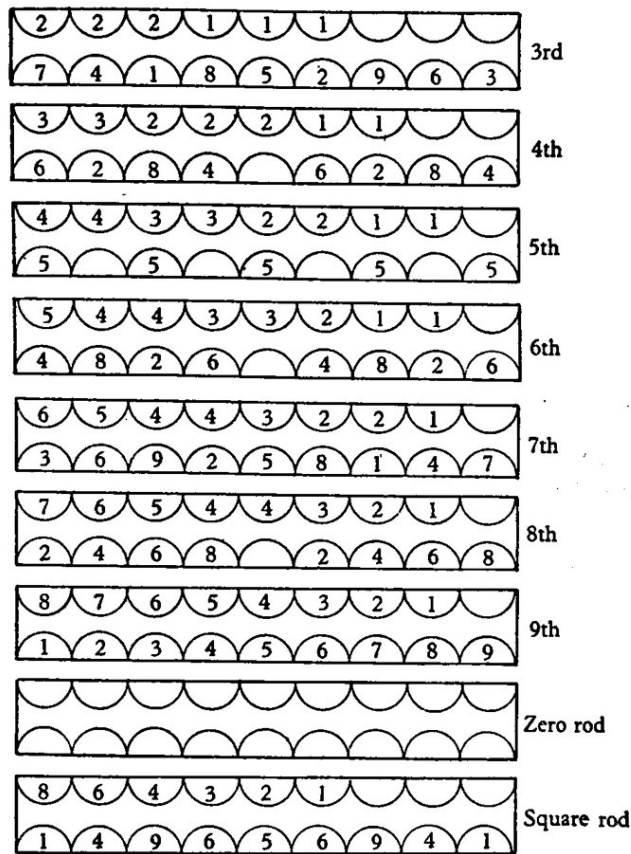 2 2 2 1 1 1
3rd
7 4 1 8 5 2 9 6 3
3 3 2 2 2 1 1
4th
6 2 8 4 6 2 8 4
4 4 3 3 2 2 1 1
5th
5 5 5 5 5
5 4 4 3 3 2 1 1
6th
4 8 2 6 4 8 2 6
6 5 4 4 3 2 2 1
7th
3 6 9 2 5 8 1 4 7
7 6 5 4 4 3 2 1
8th
2 4 6 8 2 4 6 8
8 7 6 5 4 3 2 1
9th
1 2 3 4 5 6 7 8 9
Zero rod
8 6 4 3 2 1
Square rod
1 4 9 6 5 6 9 4 1